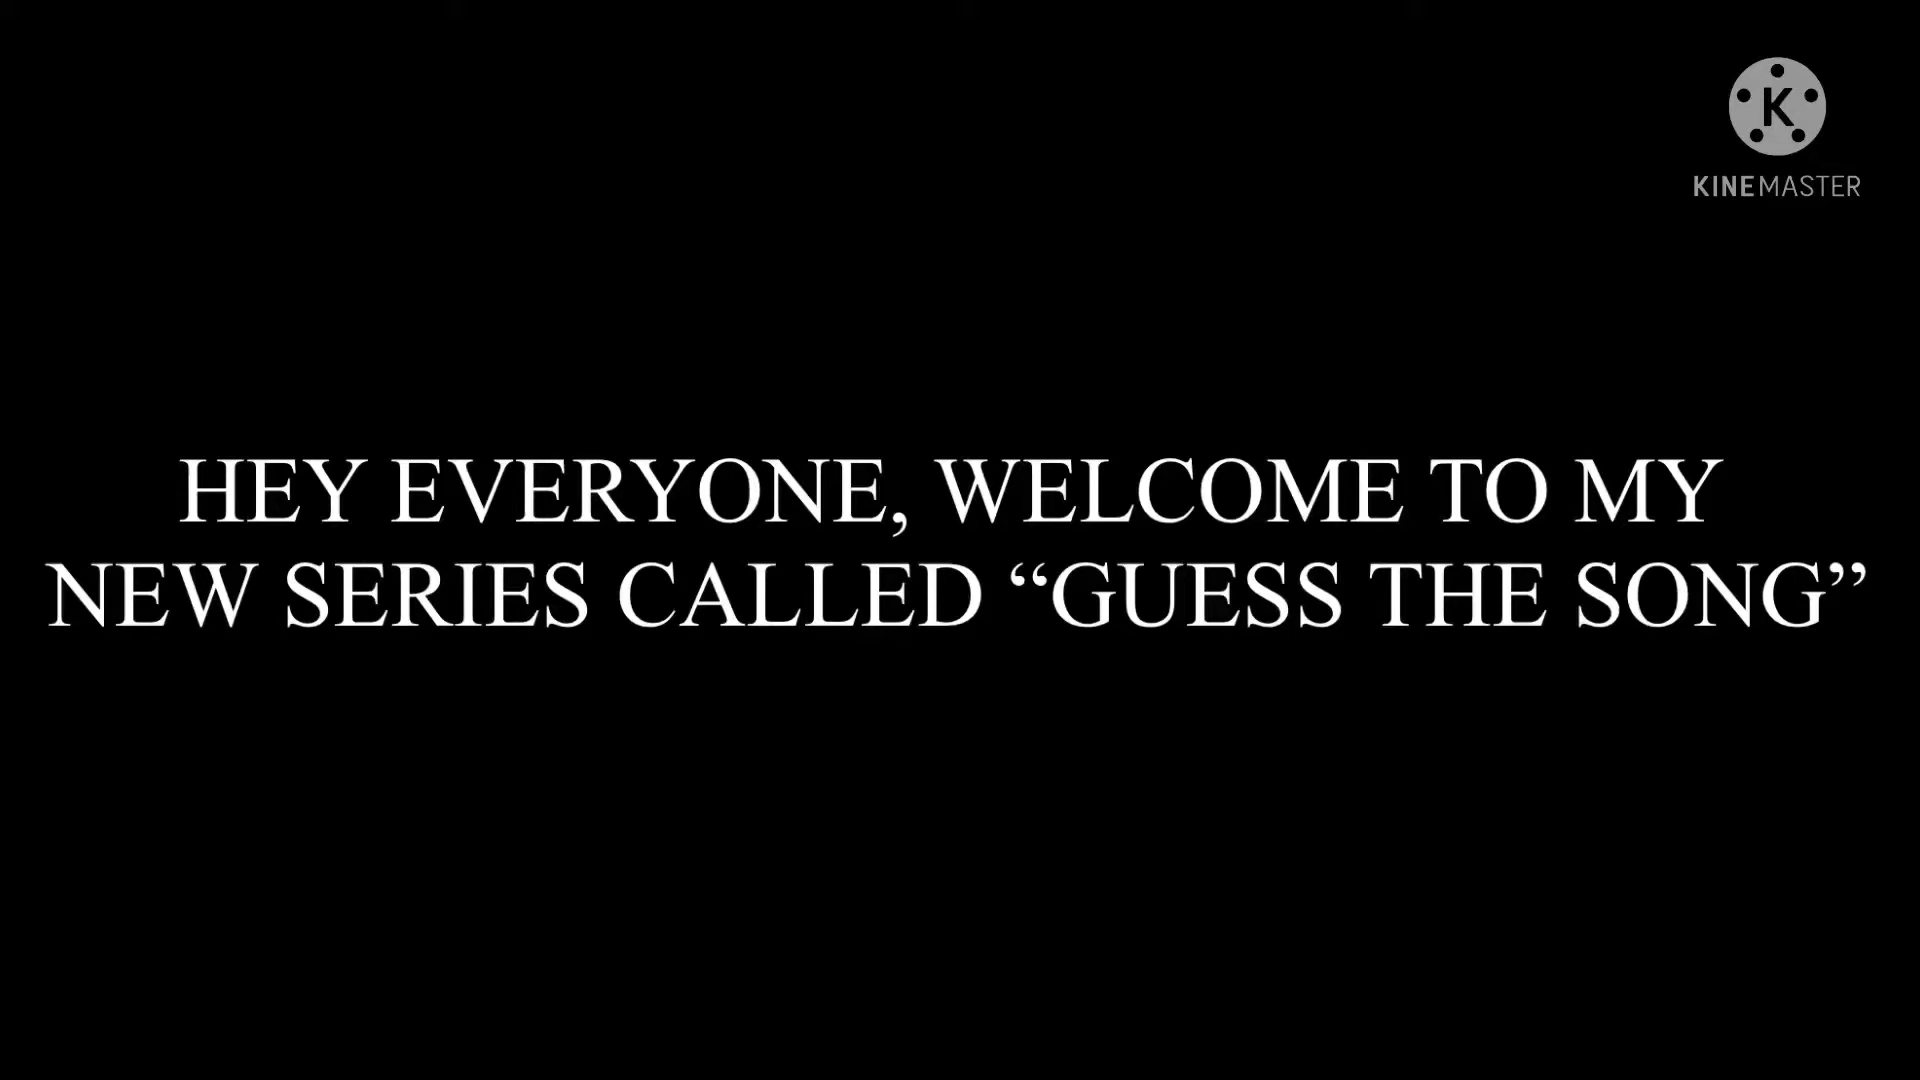 K
KINEMASTER
HEY EVERYONE, WELCOME TO MY
NEW SERIES CALLED “GUESS THE SONG”